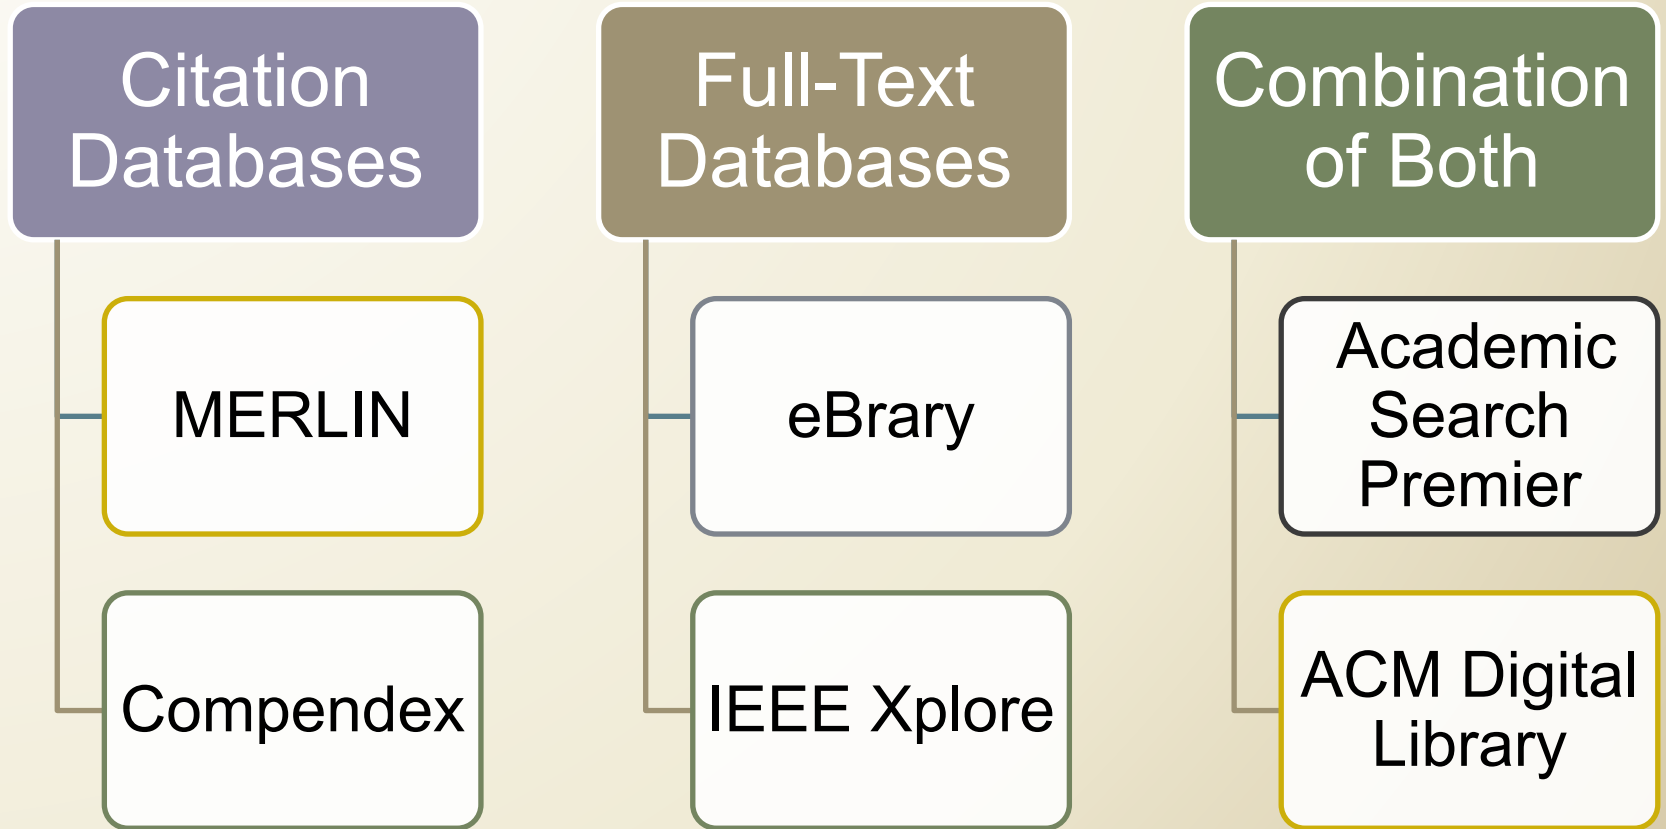 Citation
Databases
MERLIN
Compendex
Full-Text
Databases
eBrary
IEEE Xplore
Combination
of Both
Academic
Search
Premier
ACM Digital
Library